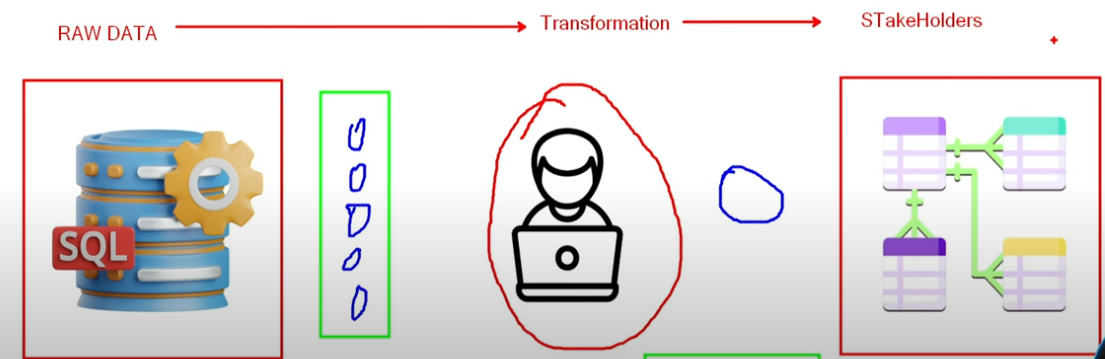 RAW DATA
Transformation
STakeHolders
SQL